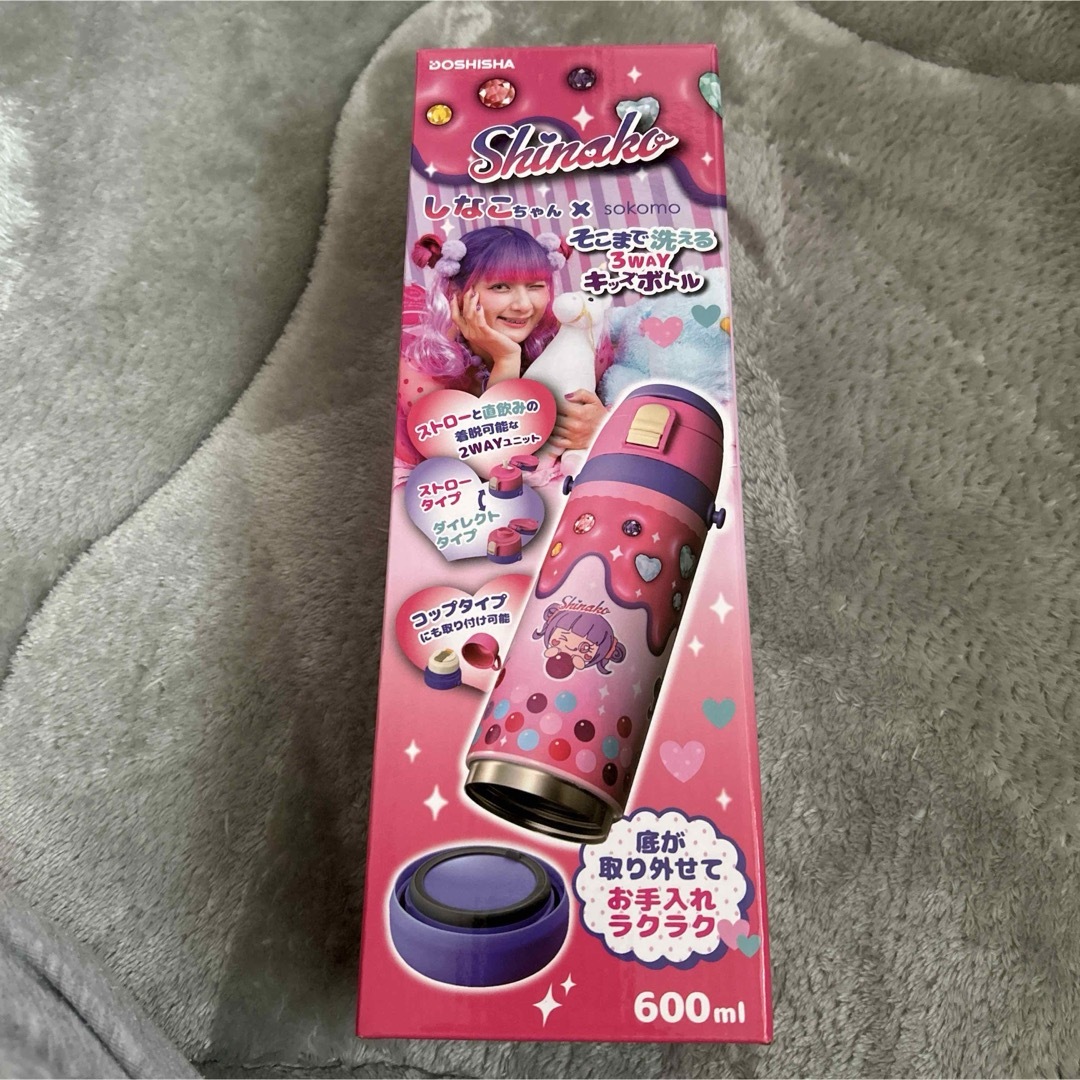 DOSHISHA
Shinako
しなこちゃん × sokomo
そこまで洗える
3WAY
キッズボトル
ストローと直飲みの
着脱可能な
2WAYユニット
ストロー
タイプ
ダイレクト
タイプ
コップタイプ
にも取り付け可能
Shinako
底が
取り外せて
お手入れ
ラクラク
600ml